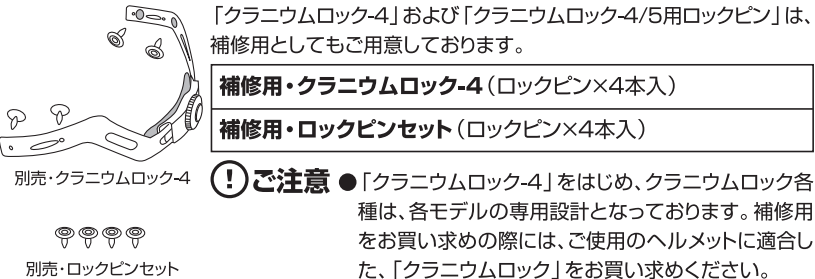 「クラニウムロック-4」および「クラニウムロック-4/5用ロックピン」は、
補修用としてもご用意しております。
補修用・クラニウムロック-4（ロックピン×4本入）
補修用・ロックピンセット（ロックピン×4本入）
別売・クラニウムロック-4
ご注意 ●「クラニウムロック-4」をはじめ、クラニウムロック各
種は、各モデルの専用設計となっております。補修用
をお買い求めの際には、ご使用のヘルメットに適合し
た、「クラニウムロック」をお買い求めください。
別売・ロックピンセット